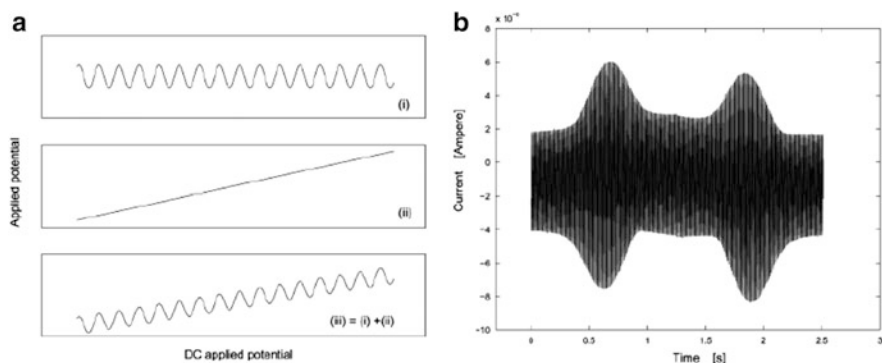 a
(i)
(ii)
(iii) = (i) +(ii)
Applied potential
DC applied potential
b
8
6
4
2
0
-2
-4
-6
-8
-10
Current [Ampere]
0
0.5
1
1.5
2
2.5
3
Time [s]